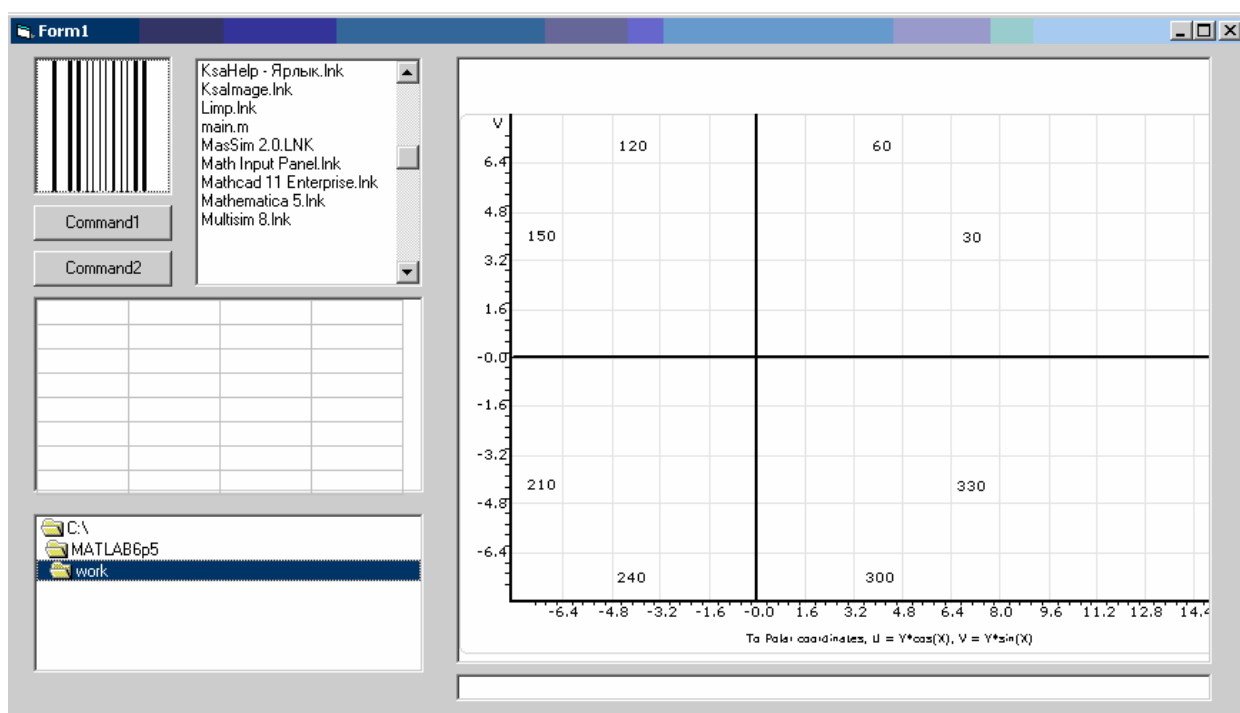 Form1
KsaHelp - Ярлык.lnk
KsaImage.lnk
Limp.lnk
main.m
MasSim 2.0.LNK
Math Input Panel.lnk
Mathcad 11 Enterprise.lnk
Mathematica 5.lnk
Multisim 8.lnk
Command1
Command2
C:\
MATLAB6p5
work
V
120
60
6.4
4.8
150
30
3.2
1.6
-0.0
-1.6
-3.2
210
330
-4.8
-6.4
240
300
-6.4 -4.8 -3.2 -1.6 -0.0 1.6 3.2 4.8 6.4 8.0 9.6 11.2 12.8 14.4
To Polar coordinates, U = Y*cos(X), V = Y*sin(X)